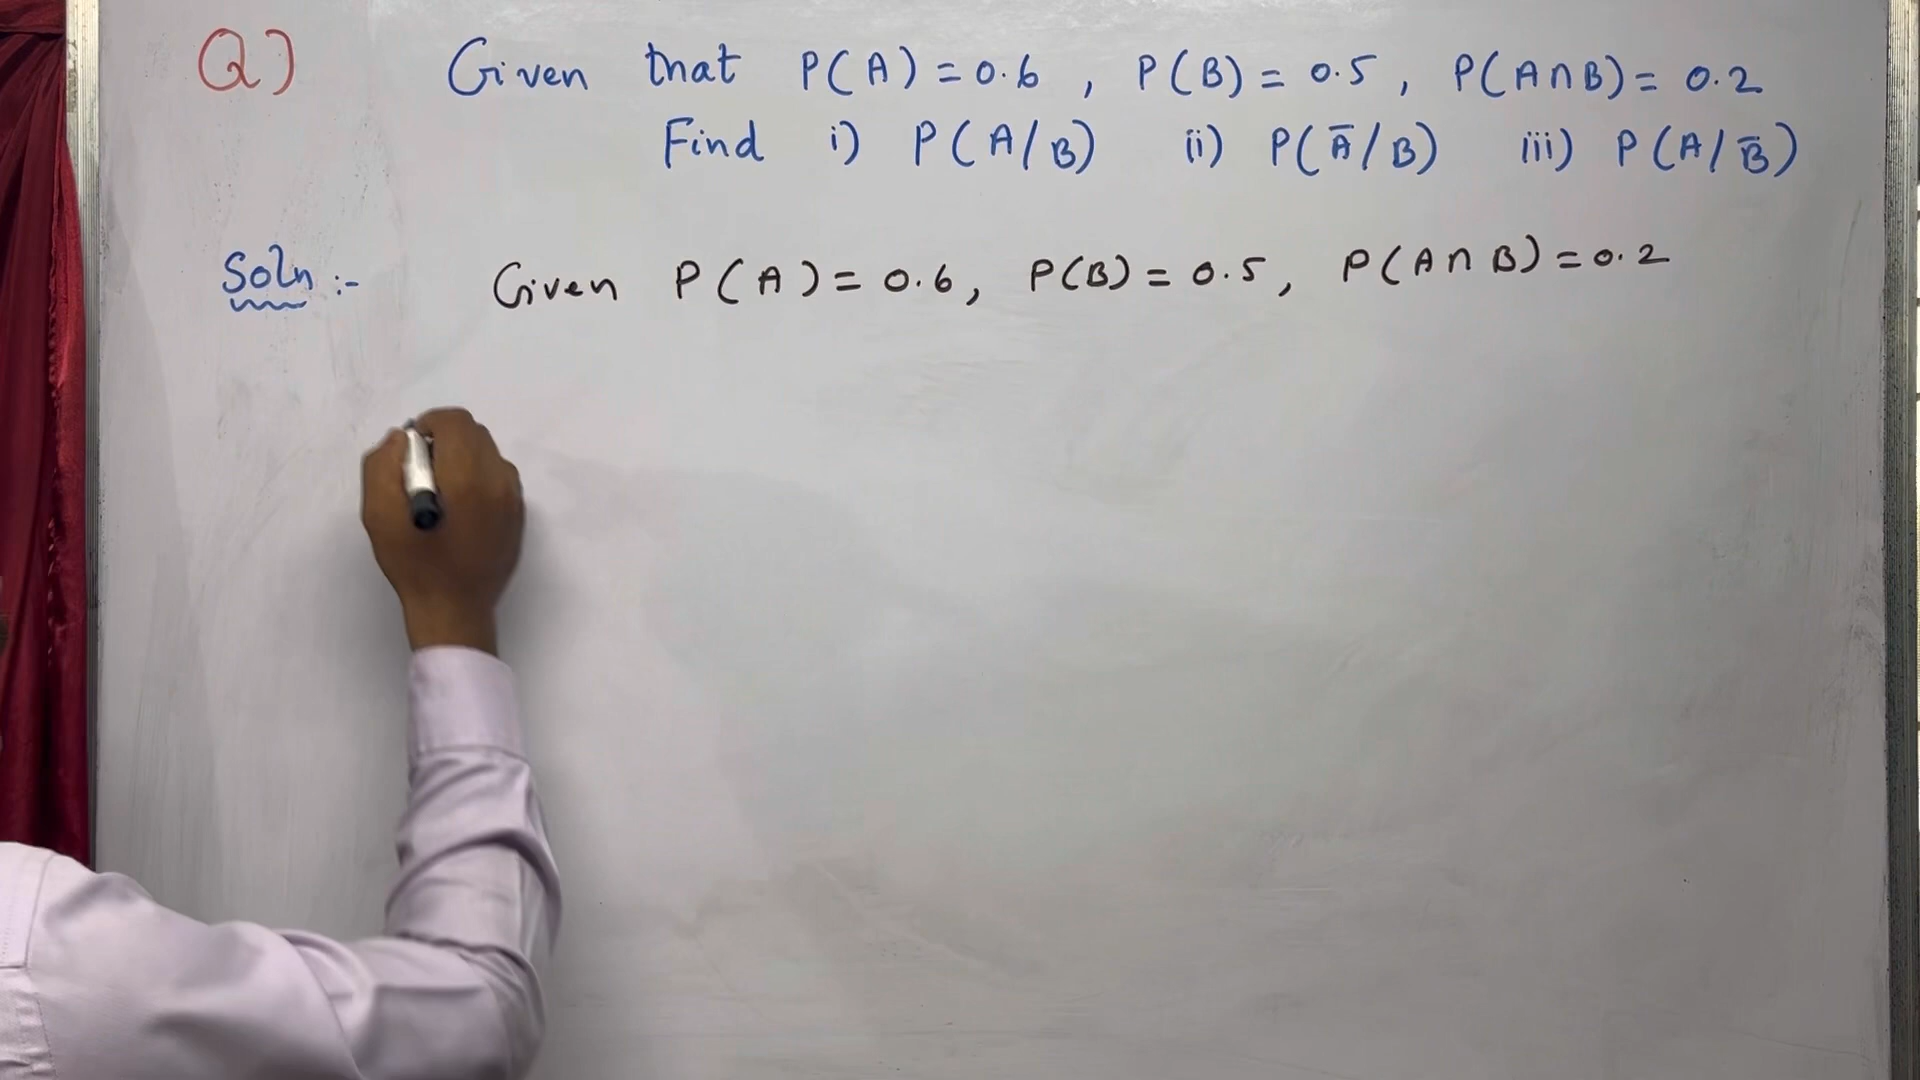 Q) Given that P(A) = 0.6 , P(B) = 0.5 , P(A∩B) = 0.2
Find i) P(A/B) ii) P(A̅/B) iii) P(A/B̅)
Soln :- Given P(A) = 0.6, P(B) = 0.5, P(A∩B) = 0.2